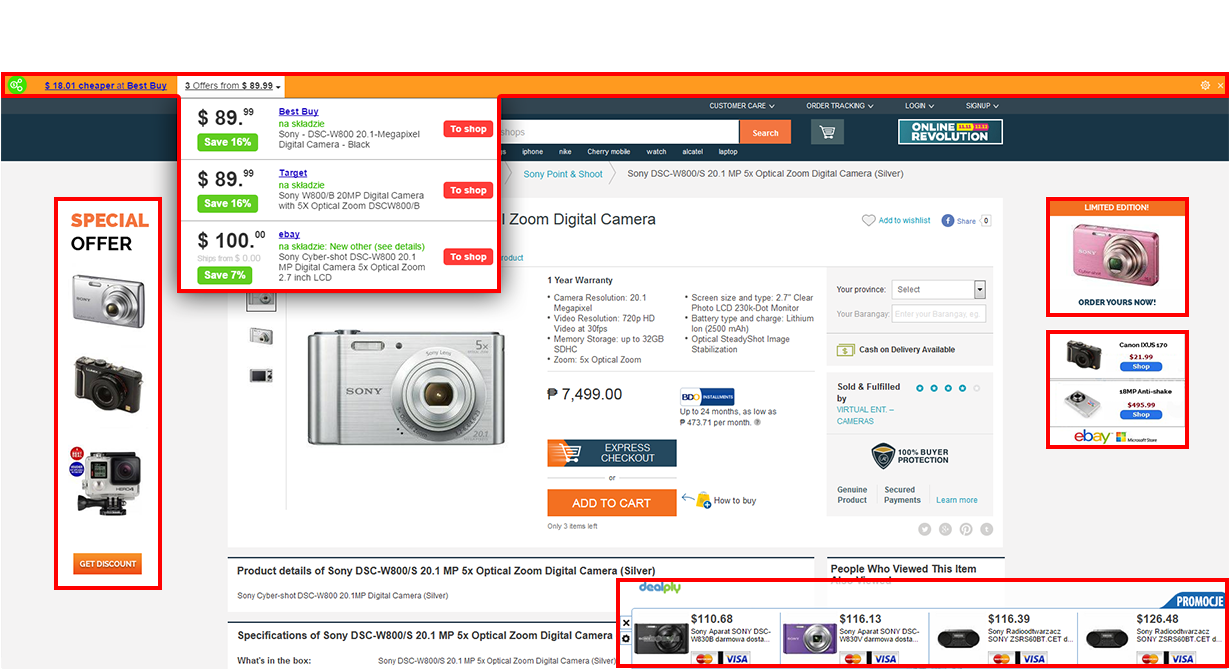 $ 18.01 cheaper at Best Buy
3 Offers from $ 89.99
CUSTOMER CARE
ORDER TRACKING
LOGIN
SIGNUP
$ 89.99
Best Buy
na składzie
Sony - DSC-W800 20.1-Megapixel
Digital Camera - Black
Save 16%
To shop
$ 89.99
Target
na składzie
Sony W800/B 20MP Digital Camera
with 5X Optical Zoom DSCW800/B
Save 16%
To shop
$ 100.00
Ships from $ 0.00
ebay
na składzie: New other (see details)
Sony Cyber-shot DSC-W800 20.1
MP Digital Camera 5x Optical Zoom
2.7 inch LCD
Save 7%
To shop
shops
Search
ONLINE
REVOLUTION
iphone
nike
Cherry mobile
watch
alcatel
laptop
Sony Point & Shoot
Sony DSC-W800/S 20.1 MP 5x Optical Zoom Digital Camera (Silver)
SPECIAL
OFFER
SONY
GET DISCOUNT
l Zoom Digital Camera
Add to wishlist
Share
0
roduct
1 Year Warranty
• Camera Resolution: 20.1
Megapixel
• Video Resolution: 720p HD
Video at 30fps
• Memory Storage: up to 32GB
SDHC
• Zoom: 5x Optical Zoom
• Screen size and type: 2.7" Clear
Photo LCD 230k-Dot Monitor
• Battery type and charge: Lithium
Ion (2500 mAh)
• Optical SteadyShot Image
Stabilization
SONY
Sony Lens
5x
20.1
₱ 7,499.00
BDO INSTALLMENTS
Up to 24 months, as low as
₱ 473.71 per month.
EXPRESS
CHECKOUT
or
ADD TO CART
How to buy
Only 3 items left
Your province:
Select
Your Barangay:
Enter your Barangay. eg.
Cash on Delivery Available
Sold & Fulfilled
by
VIRTUAL ENT. –
CAMERAS
100% BUYER
PROTECTION
Genuine
Product
Secured
Payments
Learn more
LIMITED EDITION!
ORDER YOURS NOW!
Canon IXUS 170
$21.99
Shop
18MP Anti-shake
$495.99
Shop
ebay
Microsoft Store
Product details of Sony DSC-W800/S 20.1 MP 5x Optical Zoom Digital Camera (Silver)
Sony Cyber-shot DSC-W800 20.1MP Digital Camera (Silver)
People Who Viewed This Item
Also Viewed
Specifications of Sony DSC-W800/S 20.1 MP 5x Optical Zoom Digital Camera
What's in the box:
Sony DSC-W800/S 20.1 MP 5x Optical Zoom Digital Camera (Silver)
dealply
PROMOCJE
$110.68
Sony Aparat SONY DSC-
W830B darmowa dosta...
MasterCard VISA
$116.13
Sony Aparat SONY DSC-
W830V darmowa dosta...
MasterCard VISA
$116.39
Sony Radioodtwarzacz
SONY ZSRS60BT.CET d...
MasterCard VISA
$126.48
Sony Radioodtwarzacz
SONY ZSRS60BT.CET d...
MasterCard VISA